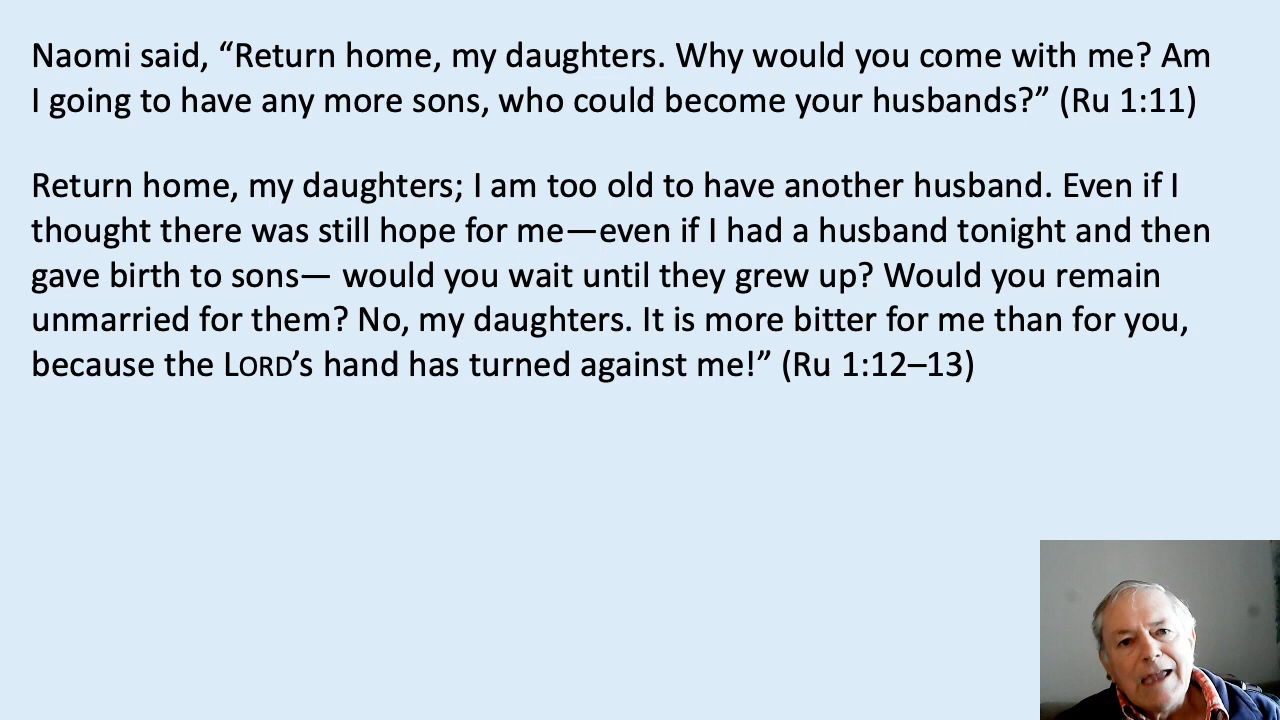 Naomi said, “Return home, my daughters. Why would you come with me? Am
I going to have any more sons, who could become your husbands?” (Ru 1:11)
Return home, my daughters; I am too old to have another husband. Even if I
thought there was still hope for me—even if I had a husband tonight and then
gave birth to sons— would you wait until they grew up? Would you remain
unmarried for them? No, my daughters. It is more bitter for me than for you,
because the LORD’s hand has turned against me!” (Ru 1:12–13)